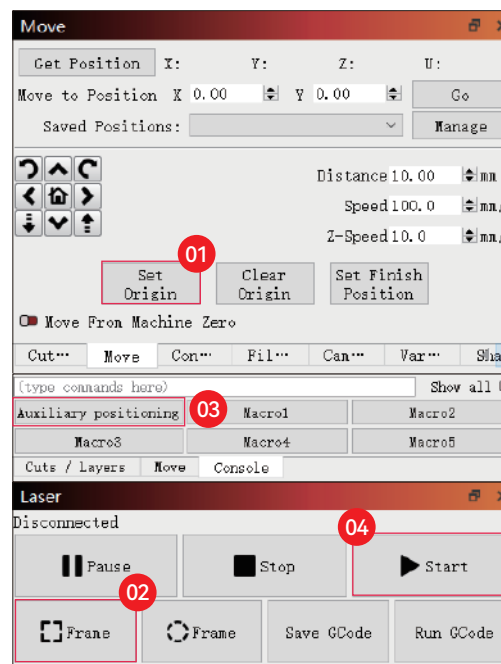 Move
Get Position X: Y: Z: U:
Move to Position X 0.00 Y 0.00 Go
Saved Positions: Manage
Distance 10.00 mm
Speed 100.0 mm/
Z-Speed 10.0 mm/
01
Set Origin Clear Origin Set Finish Position
Move From Machine Zero
Cut... Move Con... Fil... Can... Var... Sha
(type commands here) Show all
Auxiliary positioning 03 Macro1 Macro2
Macro3 Macro4 Macro5
Cuts / Layers Move Console
Laser
Disconnected
04
Pause Stop Start
02
Frame Frame Save GCode Run GCode